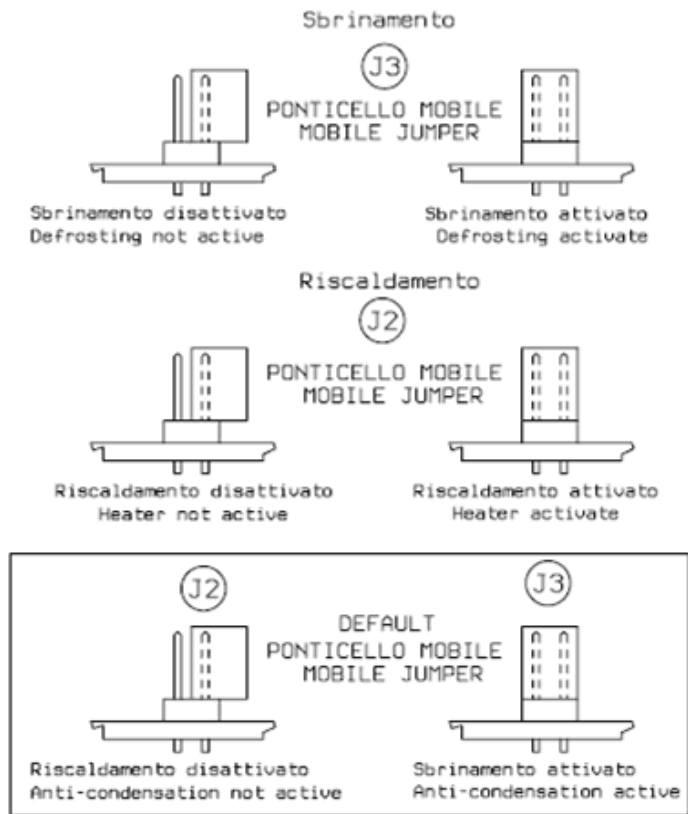 Sbrinamento
J3
PONTICELLO MOBILE
MOBILE JUMPER
Sbrinamento disattivato
Defrosting not active
Sbrinamento attivato
Defrosting activate
Riscaldamento
J2
PONTICELLO MOBILE
MOBILE JUMPER
Riscaldamento disattivato
Heater not active
Riscaldamento attivato
Heater activate
J2
J3
DEFAULT
PONTICELLO MOBILE
MOBILE JUMPER
Riscaldamento disattivato
Anti-condensation not active
Sbrinamento attivato
Anti-condensation active